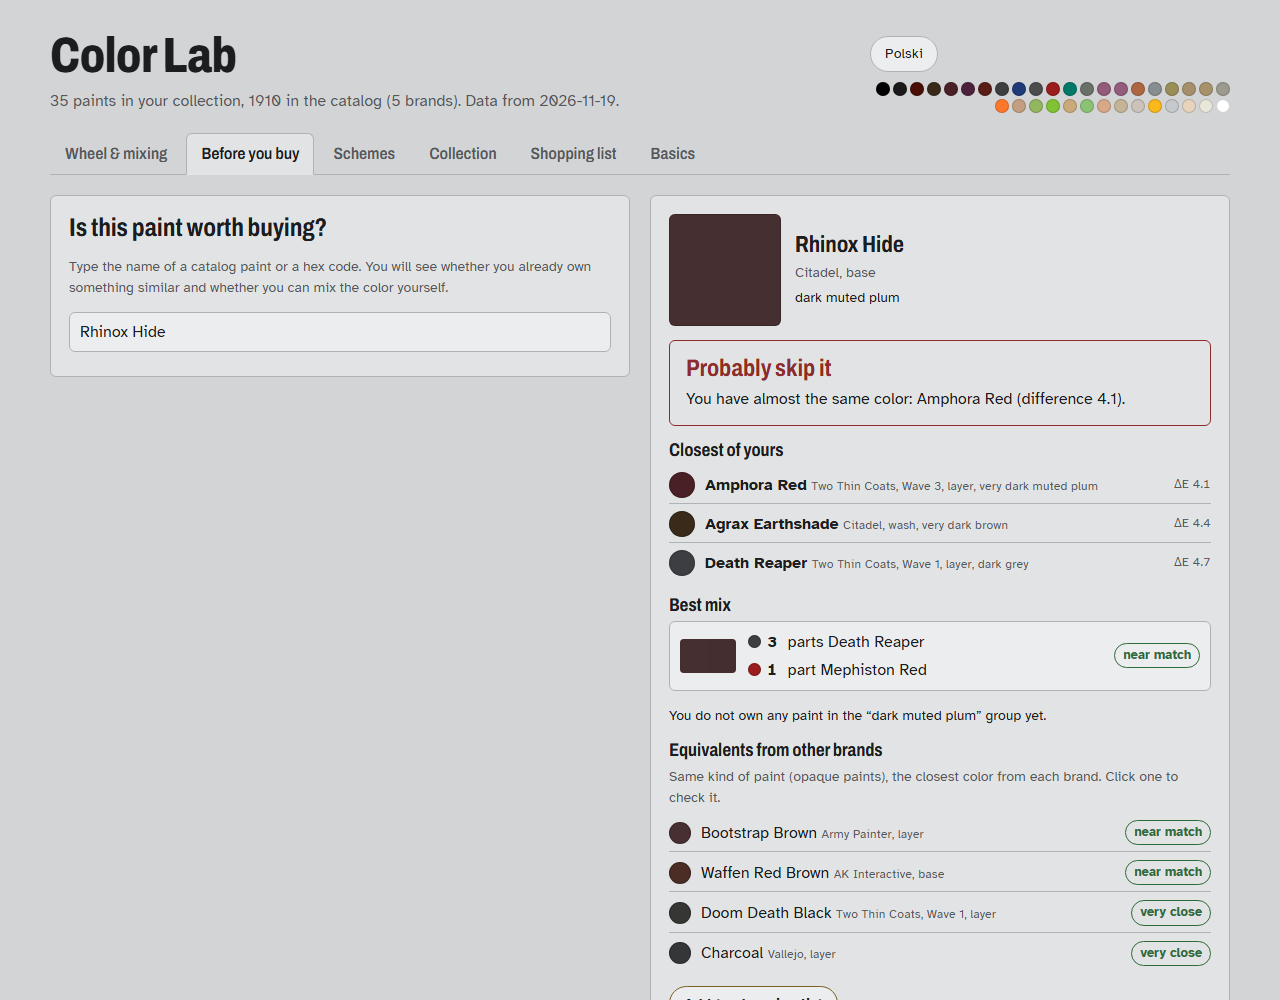 Color Lab
35 paints in your collection, 1910 in the catalog (5 brands). Data from 2026-11-19.
Polski
Wheel & mixing
Before you buy
Schemes
Collection
Shopping list
Basics
Is this paint worth buying?
Type the name of a catalog paint or a hex code. You will see whether you already own
something similar and whether you can mix the color yourself.
Rhinox Hide
Rhinox Hide
Citadel, base
dark muted plum
Probably skip it
You have almost the same color: Amphora Red (difference 4.1).
Closest of yours
Amphora Red Two Thin Coats, Wave 3, layer, very dark muted plum ΔE 4.1
Agrax Earthshade Citadel, wash, very dark brown ΔE 4.4
Death Reaper Two Thin Coats, Wave 1, layer, dark grey ΔE 4.7
Best mix
3 parts Death Reaper
1 part Mephiston Red
near match
You do not own any paint in the “dark muted plum” group yet.
Equivalents from other brands
Same kind of paint (opaque paints), the closest color from each brand. Click one to
check it.
Bootstrap Brown Army Painter, layer near match
Waffen Red Brown AK Interactive, base near match
Doom Death Black Two Thin Coats, Wave 1, layer very close
Charcoal Vallejo, layer very close